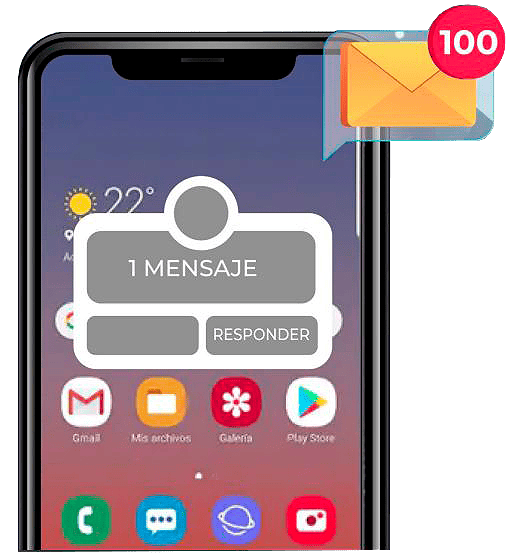 100
22°
1 MENSAJE
RESPONDER
Gmail
Mis archivos
Galería
Play Store